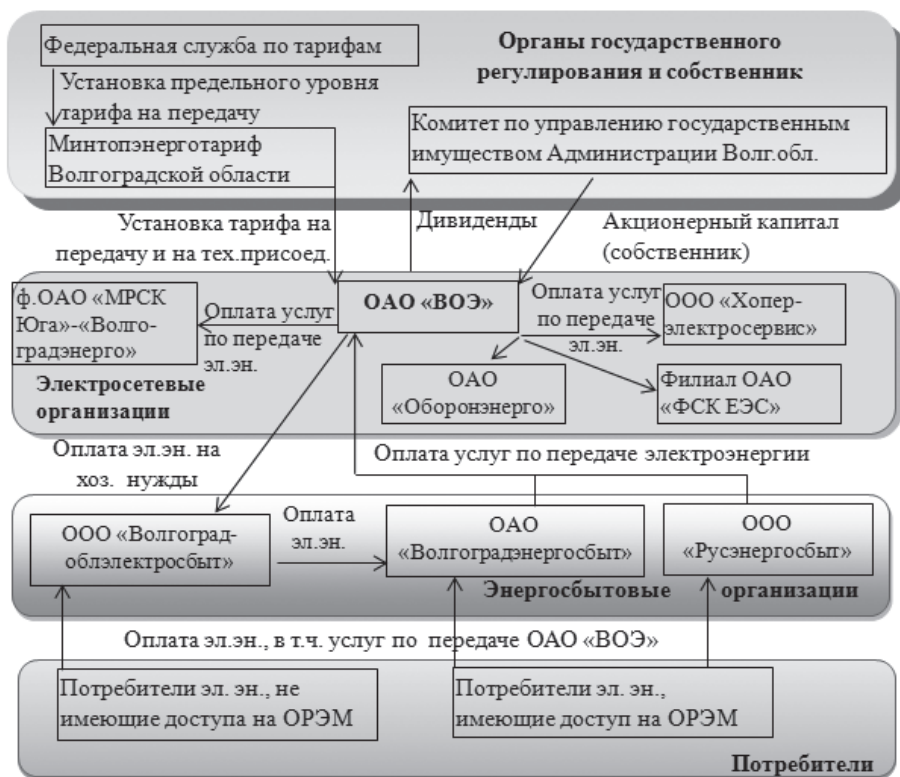 Федеральная служба по тарифам
Органы государственного
регулирования и собственник
Установка предельного уровня
тарифа на передачу
Комитет по управлению государственным
имуществом Администрации Волг.обл.
Минтопэнерготариф
Волгоградской области
Установка тарифа на
передачу и на тех.присоед.
Дивиденды
Акционерный капитал
(собственник)
ф.ОАО «МРСК
Юга»-«Волго-
градэнерго»
Оплата услуг
по передаче
эл.эн.
ОАО «ВОЭ»
Оплата услуг
по передаче
эл.эн.
ООО «Хопер-
электросервис»
Электросетевые
организации
ОАО
«Оборонэнерго»
Филиал ОАО
«ФСК ЕЭС»
Оплата эл.эн. на
хоз. нужды
Оплата услуг по передаче электроэнергии
ООО «Волгоград-
облэлектросбыт»
Оплата
эл.эн.
ОАО
«Волгоградэнергосбыт»
ООО
«Русэнергосбыт»
Энергосбытовые организации
Оплата эл.эн., в т.ч. услуг по передаче ОАО «ВОЭ»
Потребители эл. эн., не
имеющие доступа на ОРЭМ
Потребители эл. эн.,
имеющие доступ на ОРЭМ
Потребители